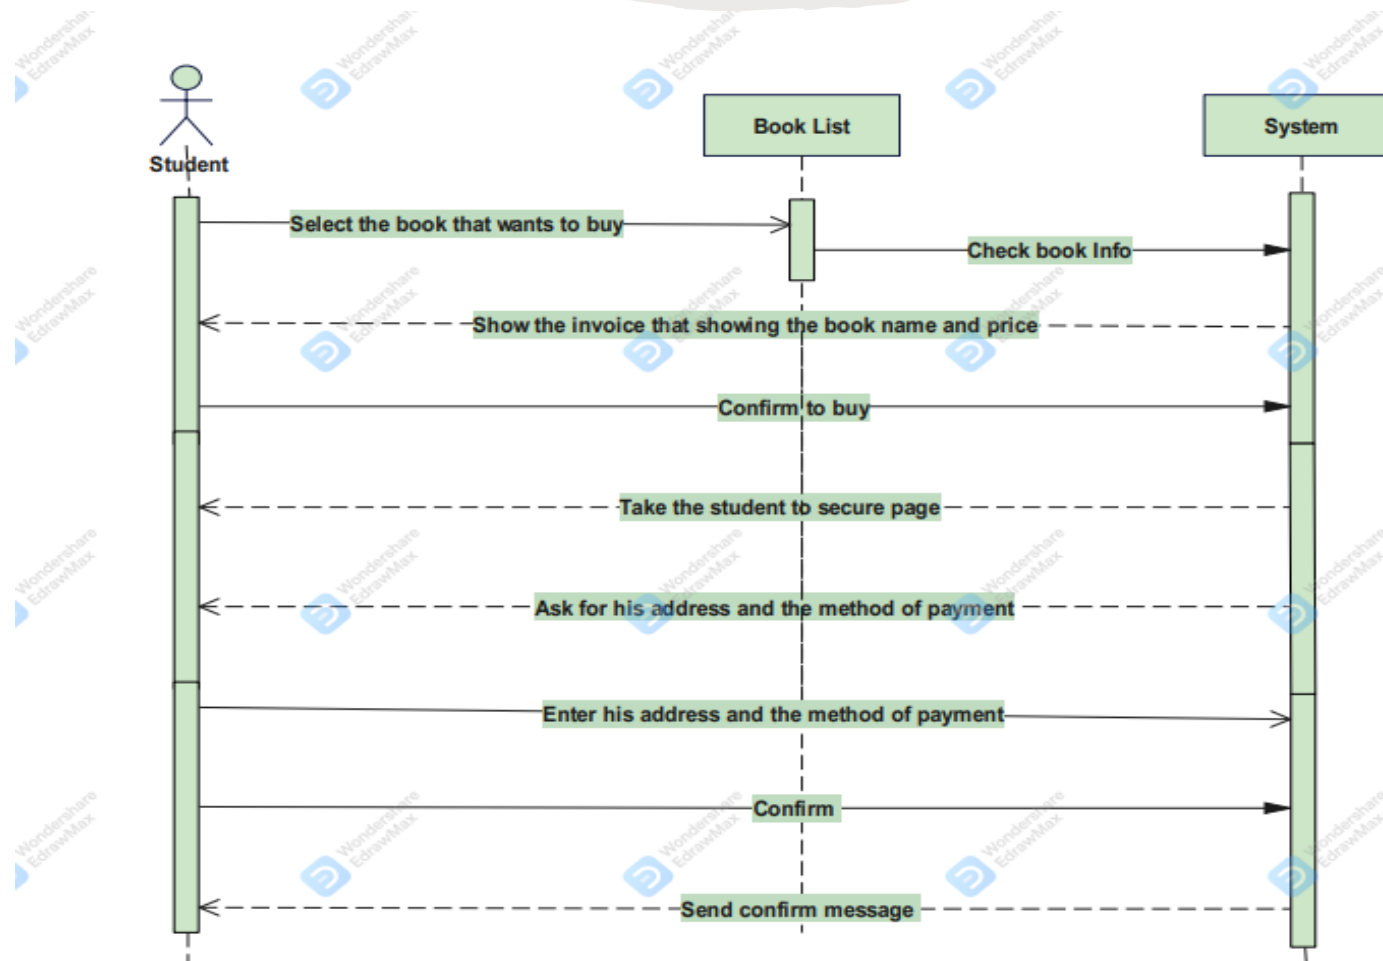 Student
Book List
System
Select the book that wants to buy
Check book Info
Show the invoice that showing the book name and price
Confirm to buy
Take the student to secure page
Ask for his address and the method of payment
Enter his address and the method of payment
Confirm
Send confirm message
Wondershare
EdrawMax